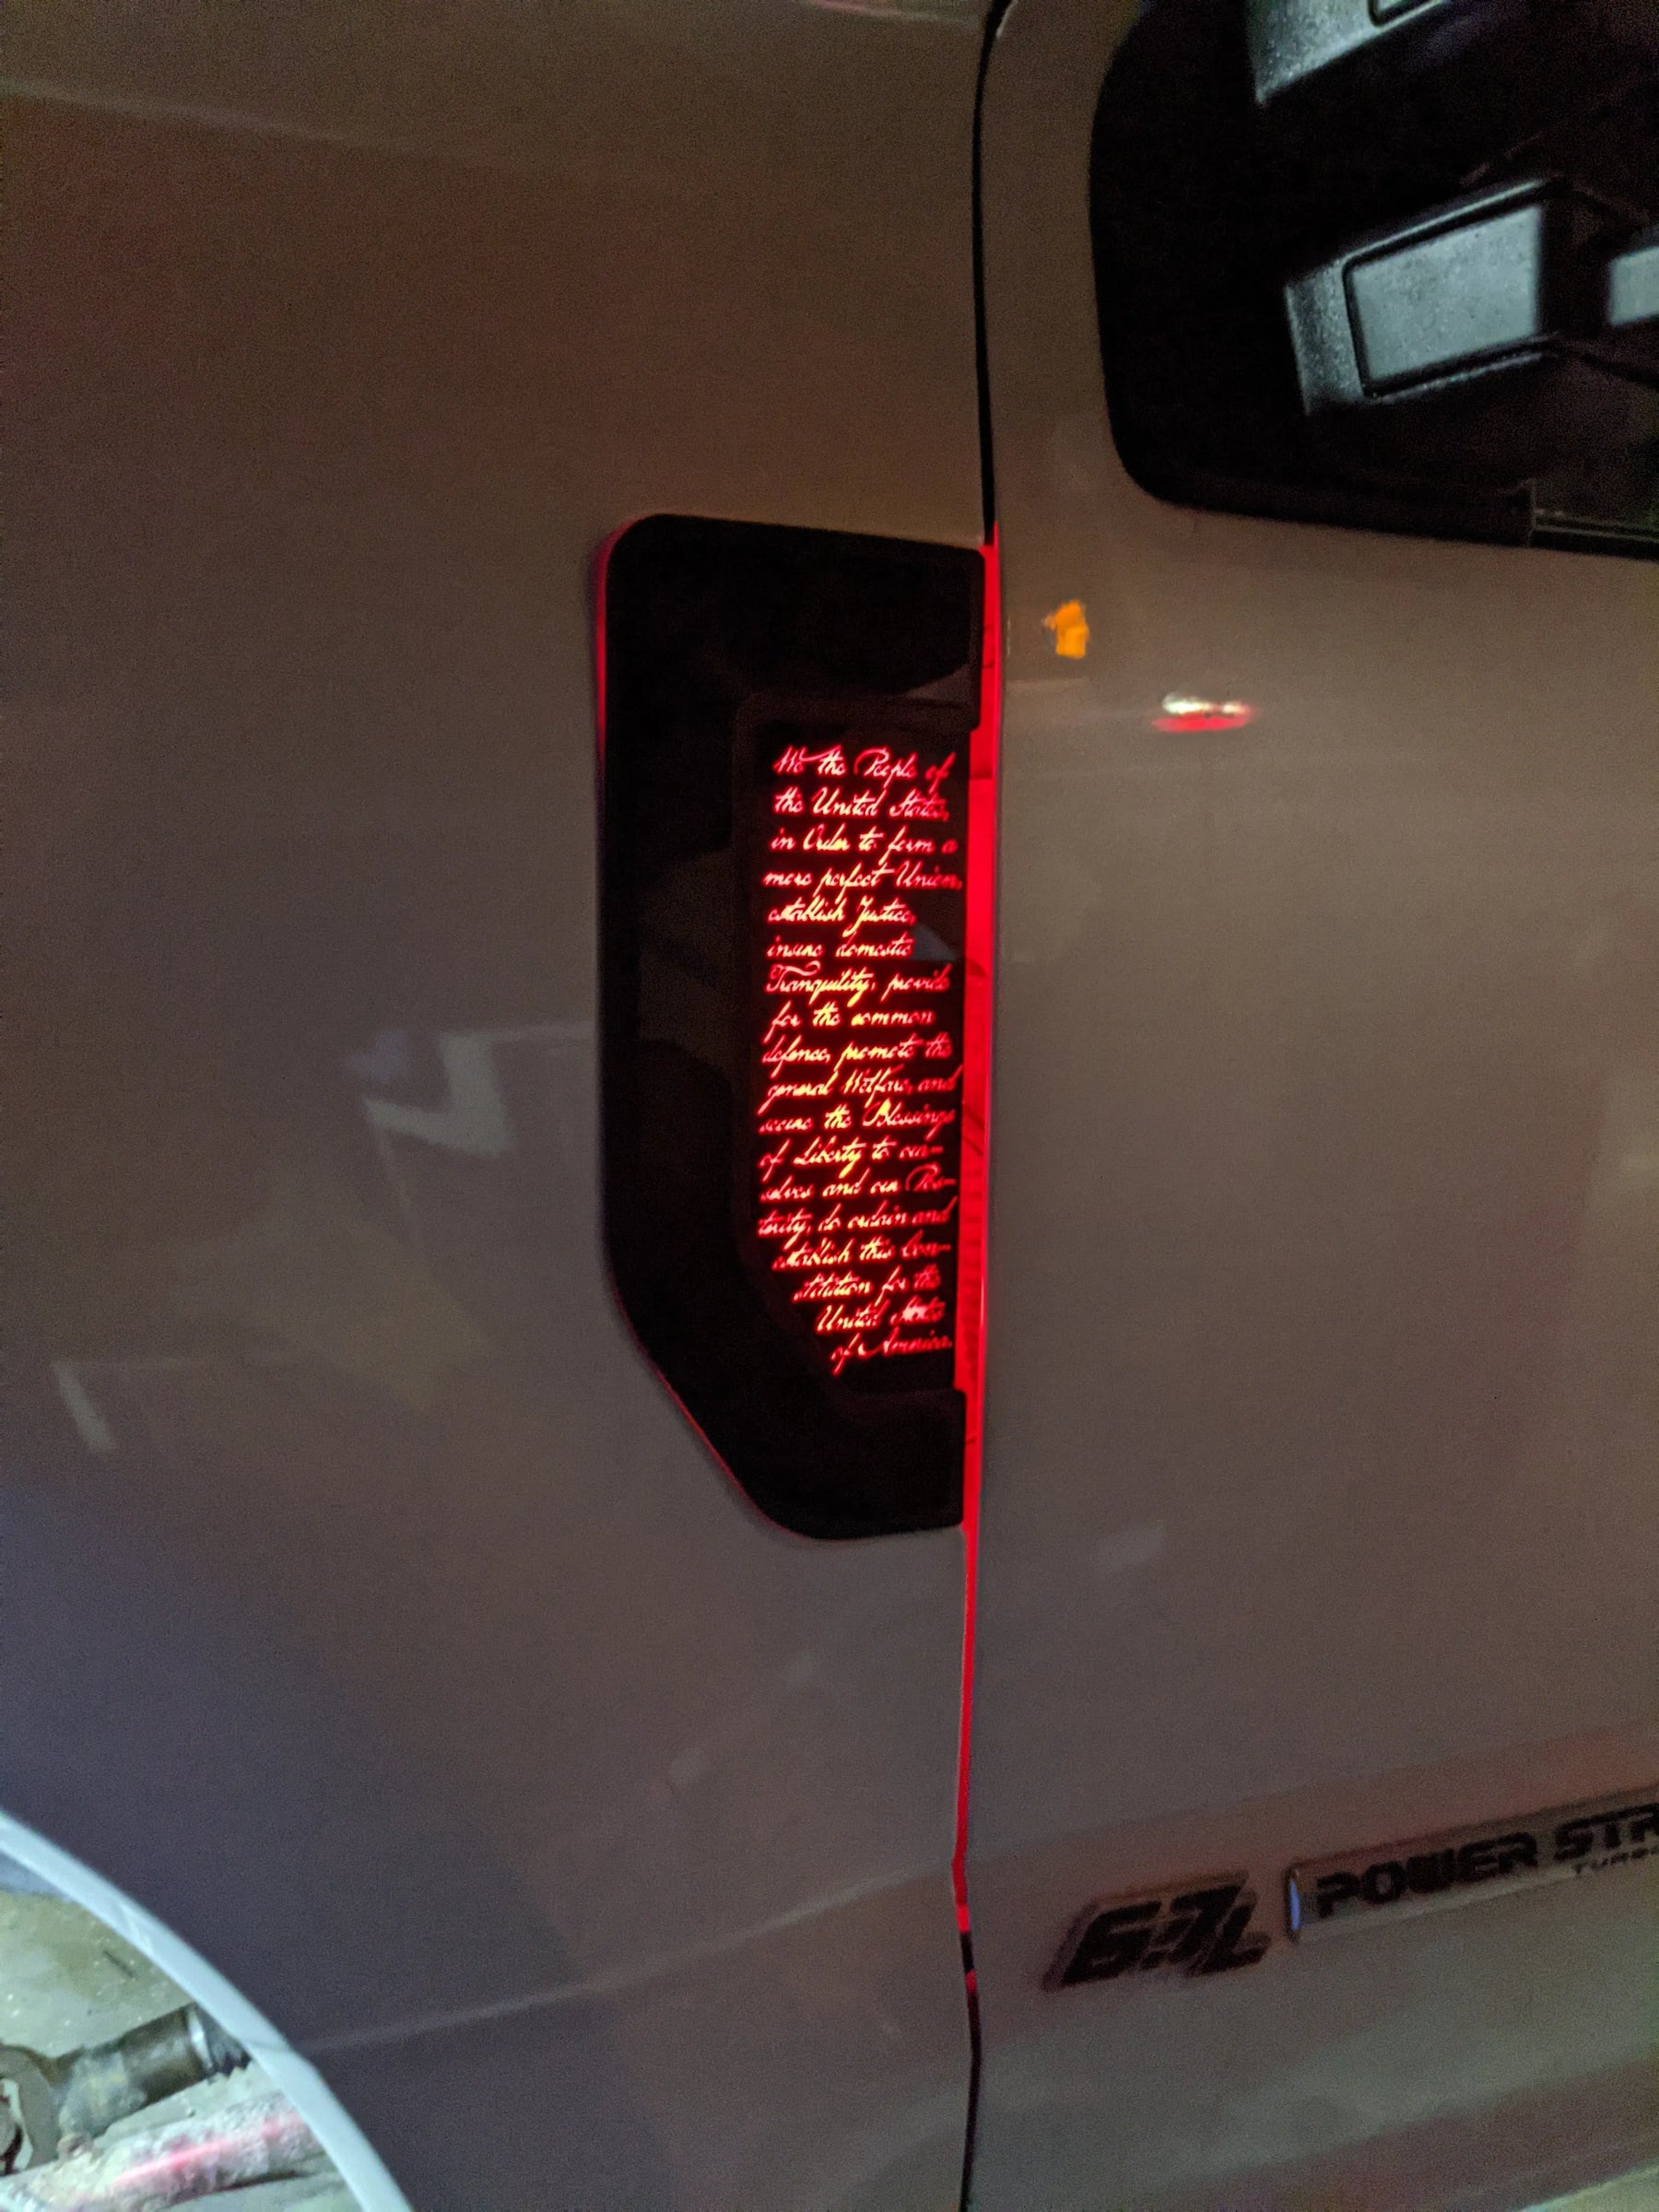 We the People of
the United States,
in Order to form a
more perfect Union,
establish Justice,
insure domestic
Tranquility, provide
for the common
defence, promote the
general Welfare, and
secure the Blessings
of Liberty to our-
selves and our Pos-
terity, do ordain and
establish this Con-
stitution for the
United States
of America.
6.7L
POWER STR
TURBO